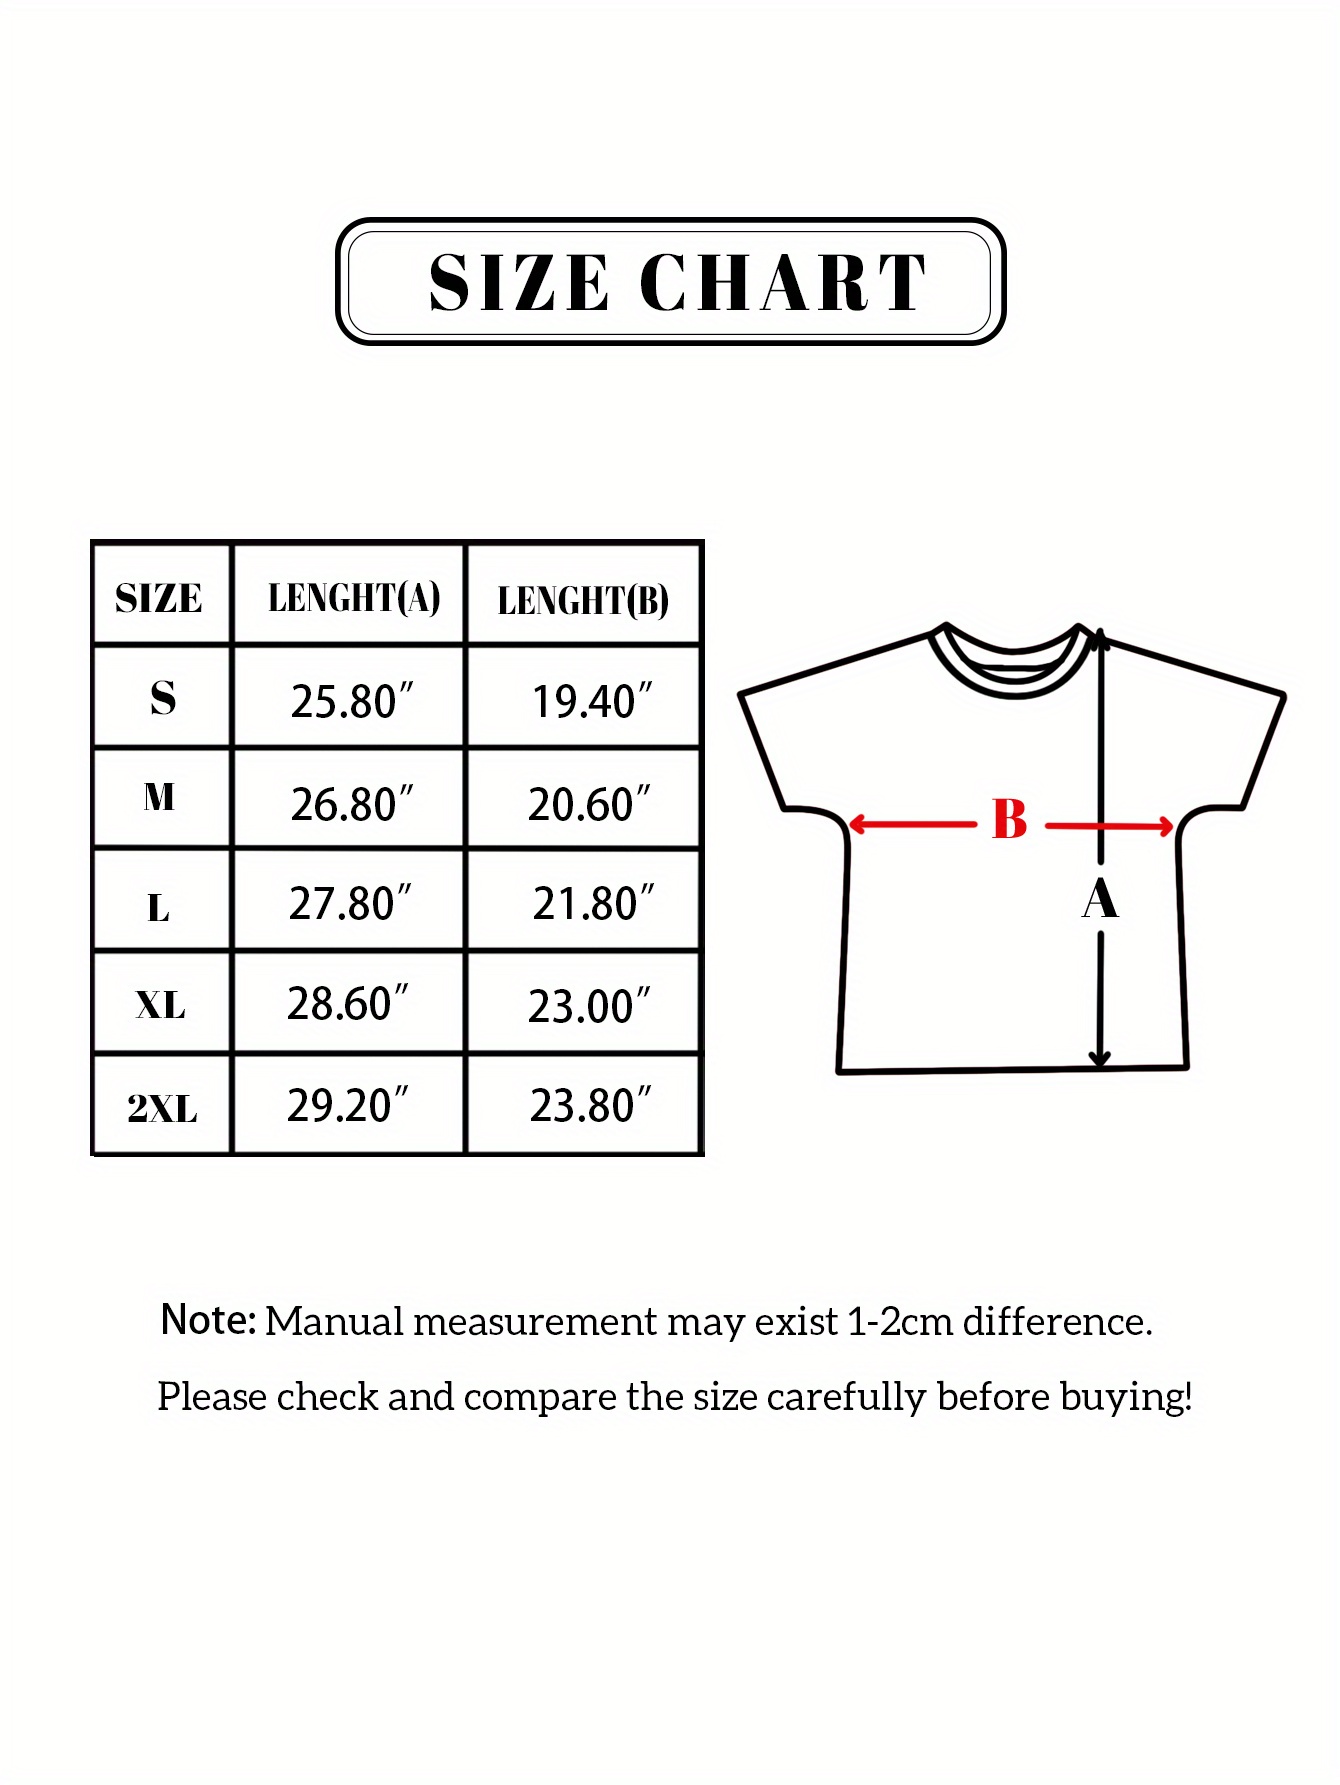 SIZE CHART
SIZE LENGHT(A) LENGHT(B)
S 25.80″ 19.40″
M 26.80″ 20.60″
L 27.80″ 21.80″
XL 28.60″ 23.00″
2XL 29.20″ 23.80″
B
A
Note: Manual measurement may exist 1-2cm difference.
Please check and compare the size carefully before buying!